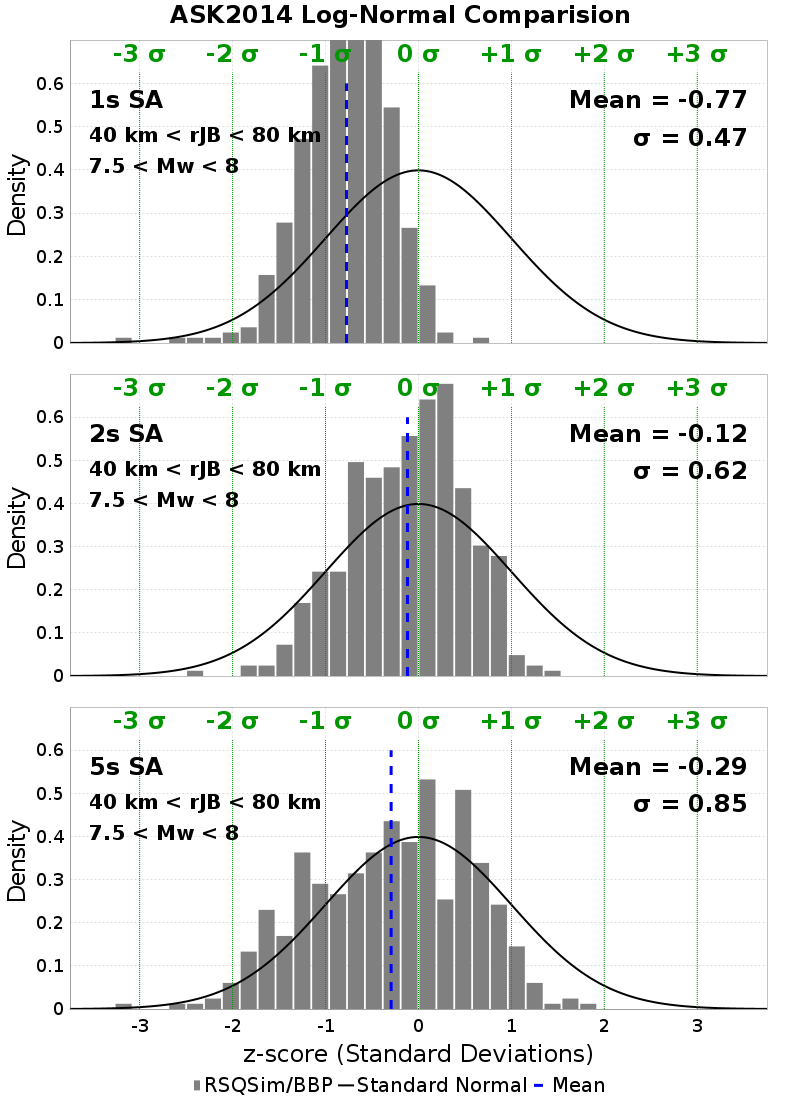 ASK2014 Log-Normal Comparision
-3 σ -2 σ -1 σ 0 σ +1 σ +2 σ +3 σ
0.6
0.5
0.4
0.3
0.2
0.1
0
Density
1s SA
40 km < rJB < 80 km
7.5 < Mw < 8
Mean = -0.77
σ = 0.47
-3 σ -2 σ -1 σ 0 σ +1 σ +2 σ +3 σ
0.6
0.5
0.4
0.3
0.2
0.1
0
Density
2s SA
40 km < rJB < 80 km
7.5 < Mw < 8
Mean = -0.12
σ = 0.62
-3 σ -2 σ -1 σ 0 σ +1 σ +2 σ +3 σ
0.6
0.5
0.4
0.3
0.2
0.1
0
Density
5s SA
40 km < rJB < 80 km
7.5 < Mw < 8
Mean = -0.29
σ = 0.85
-3 -2 -1 0 1 2 3
z-score (Standard Deviations)
RSQSim/BBP Standard Normal Mean